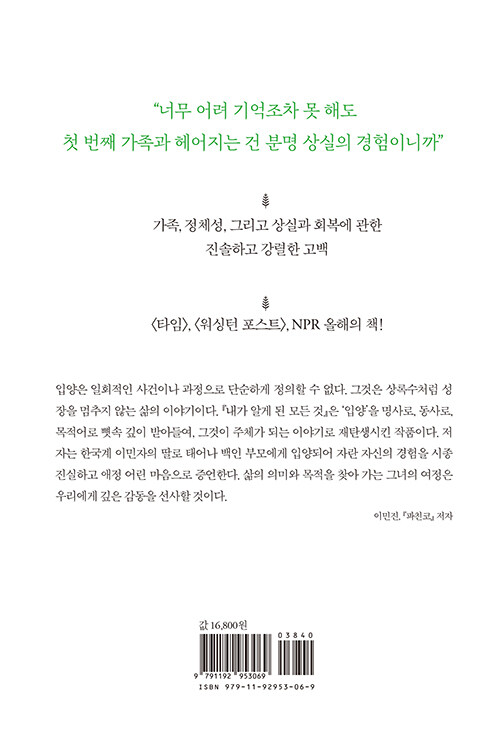 “너무 어려 기억조차 못 해도
첫 번째 가족과 헤어지는 건 분명 상실의 경험이니까”
가족, 정체성, 그리고 상실과 회복에 관한
진솔하고 강렬한 고백
〈타임〉, 〈워싱턴 포스트〉, NPR 올해의 책!
입양은 일회적인 사건이나 과정으로 단순하게 정의할 수 없다. 그것은 상록수처럼 성
장을 멈추지 않는 삶의 이야기이다. 『내가 알게 된 모든 것』은 ‘입양’을 명사로, 동사로,
목적어로 뼛속 깊이 받아들여, 그것이 주체가 되는 이야기로 재탄생시킨 작품이다. 저
자는 한국계 이민자의 딸로 태어나 백인 부모에게 입양되어 자란 자신의 경험을 시종
진실하고 애정 어린 마음으로 증언한다. 삶의 의미와 목적을 찾아 가는 그녀의 여정은
우리에게 깊은 감동을 선사할 것이다.
이민진, 『파친코』 저자
값 16,800원
03840
9 791192 953069
ISBN 979-11-92953-06-9